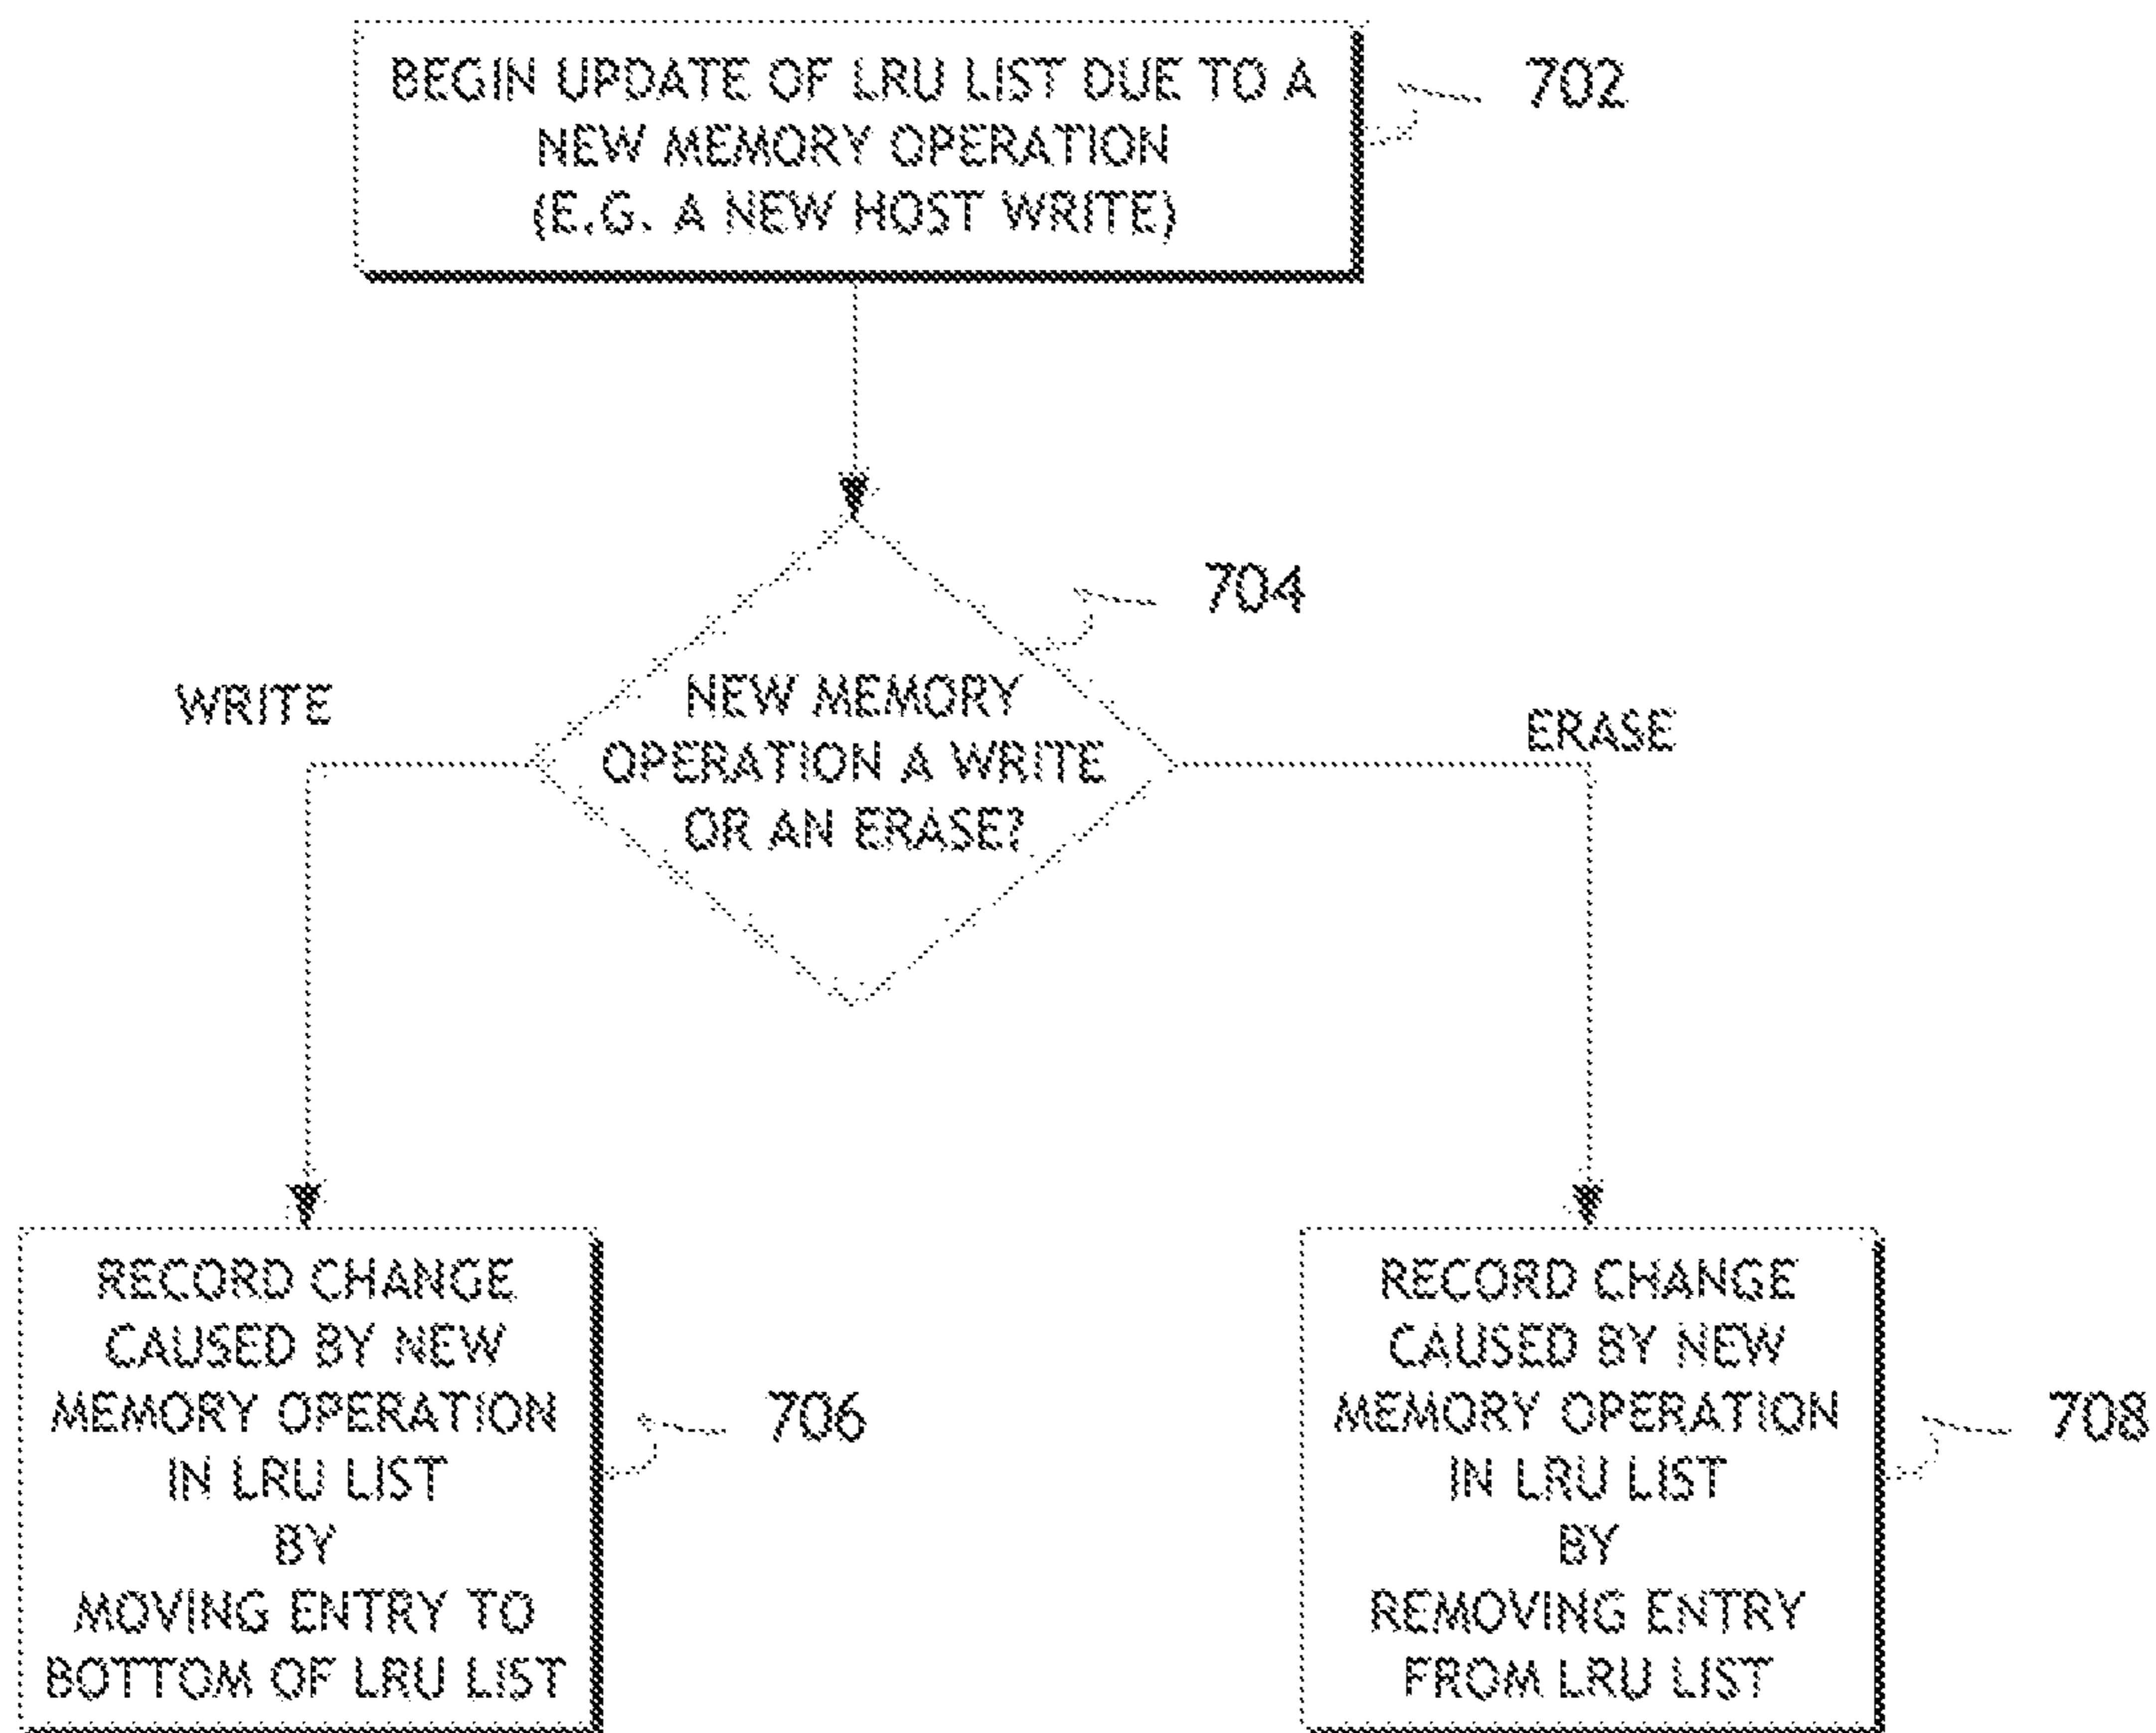 BEGIN UPDATE OF LRU LIST DUE TO A
NEW MEMORY OPERATION
(E.G. A NEW HOST WRITE)
702
704
WRITE
NEW MEMORY
OPERATION A WRITE
OR AN ERASE?
ERASE
RECORD CHANGE
CAUSED BY NEW
MEMORY OPERATION
IN LRU LIST
BY
MOVING ENTRY TO
BOTTOM OF LRU LIST
706
RECORD CHANGE
CAUSED BY NEW
MEMORY OPERATION
IN LRU LIST
BY
REMOVING ENTRY
FROM LRU LIST
708